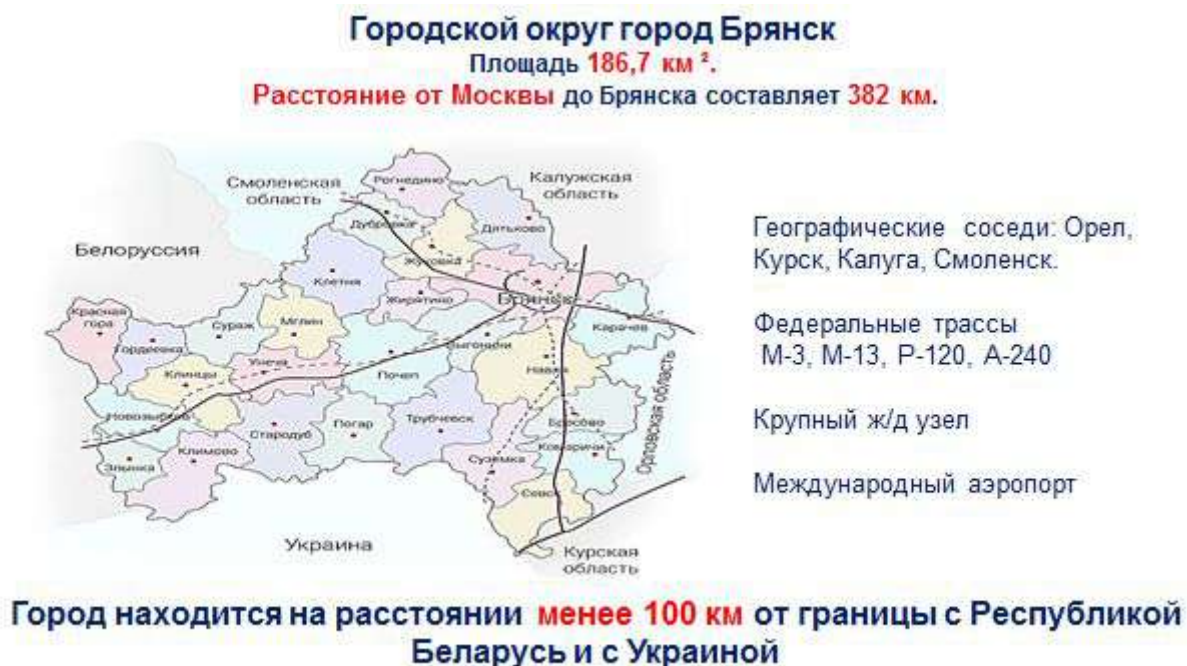 Городской округ город Брянск
Площадь 186,7 км ².
Расстояние от Москвы до Брянска составляет 382 км.
Смоленская
область
Рогнедино
Калужская
область
Дубровка
Дятьково
Белоруссия
Жуковка
Клетня
Жирятино
Брянск
Красная
гора
Сураж
Мглин
Карачев
Гордеевка
Выгоничи
Унеча
Навля
Клинцы
Почеп
Новозыбков
Трубчевск
Погар
Стародуб
Брасово
Орловская область
Климово
Комаричи
Злынка
Суземка
Севск
Украина
Курская
область
Географические соседи: Орел,
Курск, Калуга, Смоленск.
Федеральные трассы
М-3, М-13, Р-120, А-240
Крупный ж/д узел
Международный аэропорт
Город находится на расстоянии менее 100 км от границы с Республикой
Беларусь и с Украиной